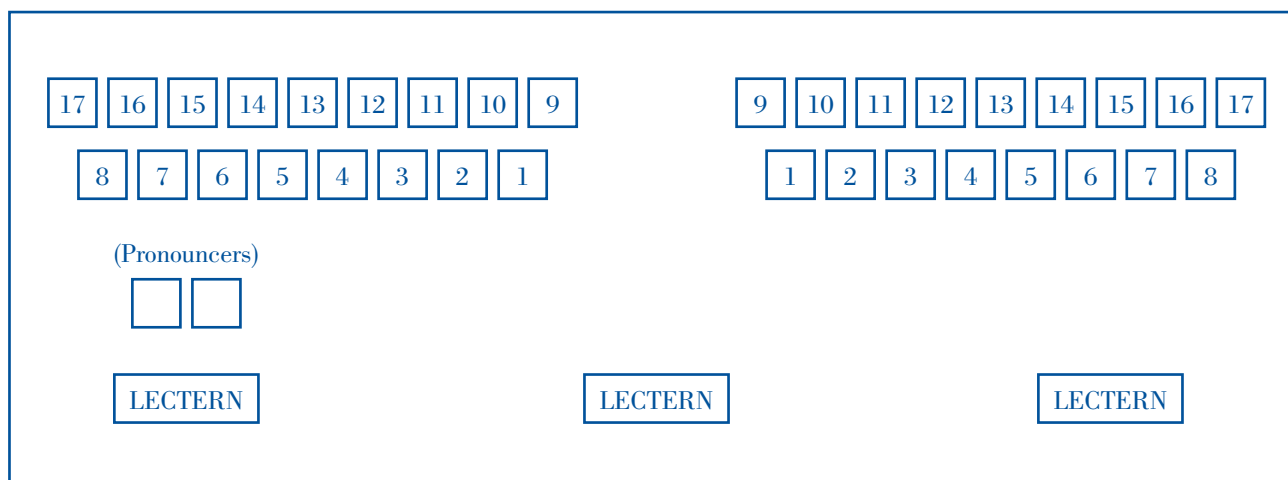 17 16 15 14 13 12 11 10 9 9 10 11 12 13 14 15 16 17
8 7 6 5 4 3 2 1 1 2 3 4 5 6 7 8
(Pronouncers)
LECTERN LECTERN LECTERN